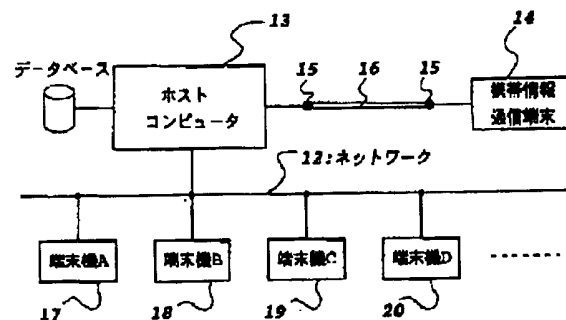 13
データベース
ホスト
コンピュータ
15
16
15
14
携帯情報
通信端末
12:ネットワーク
端末機A
端末機B
端末機C
端末機D
17
18
19
20